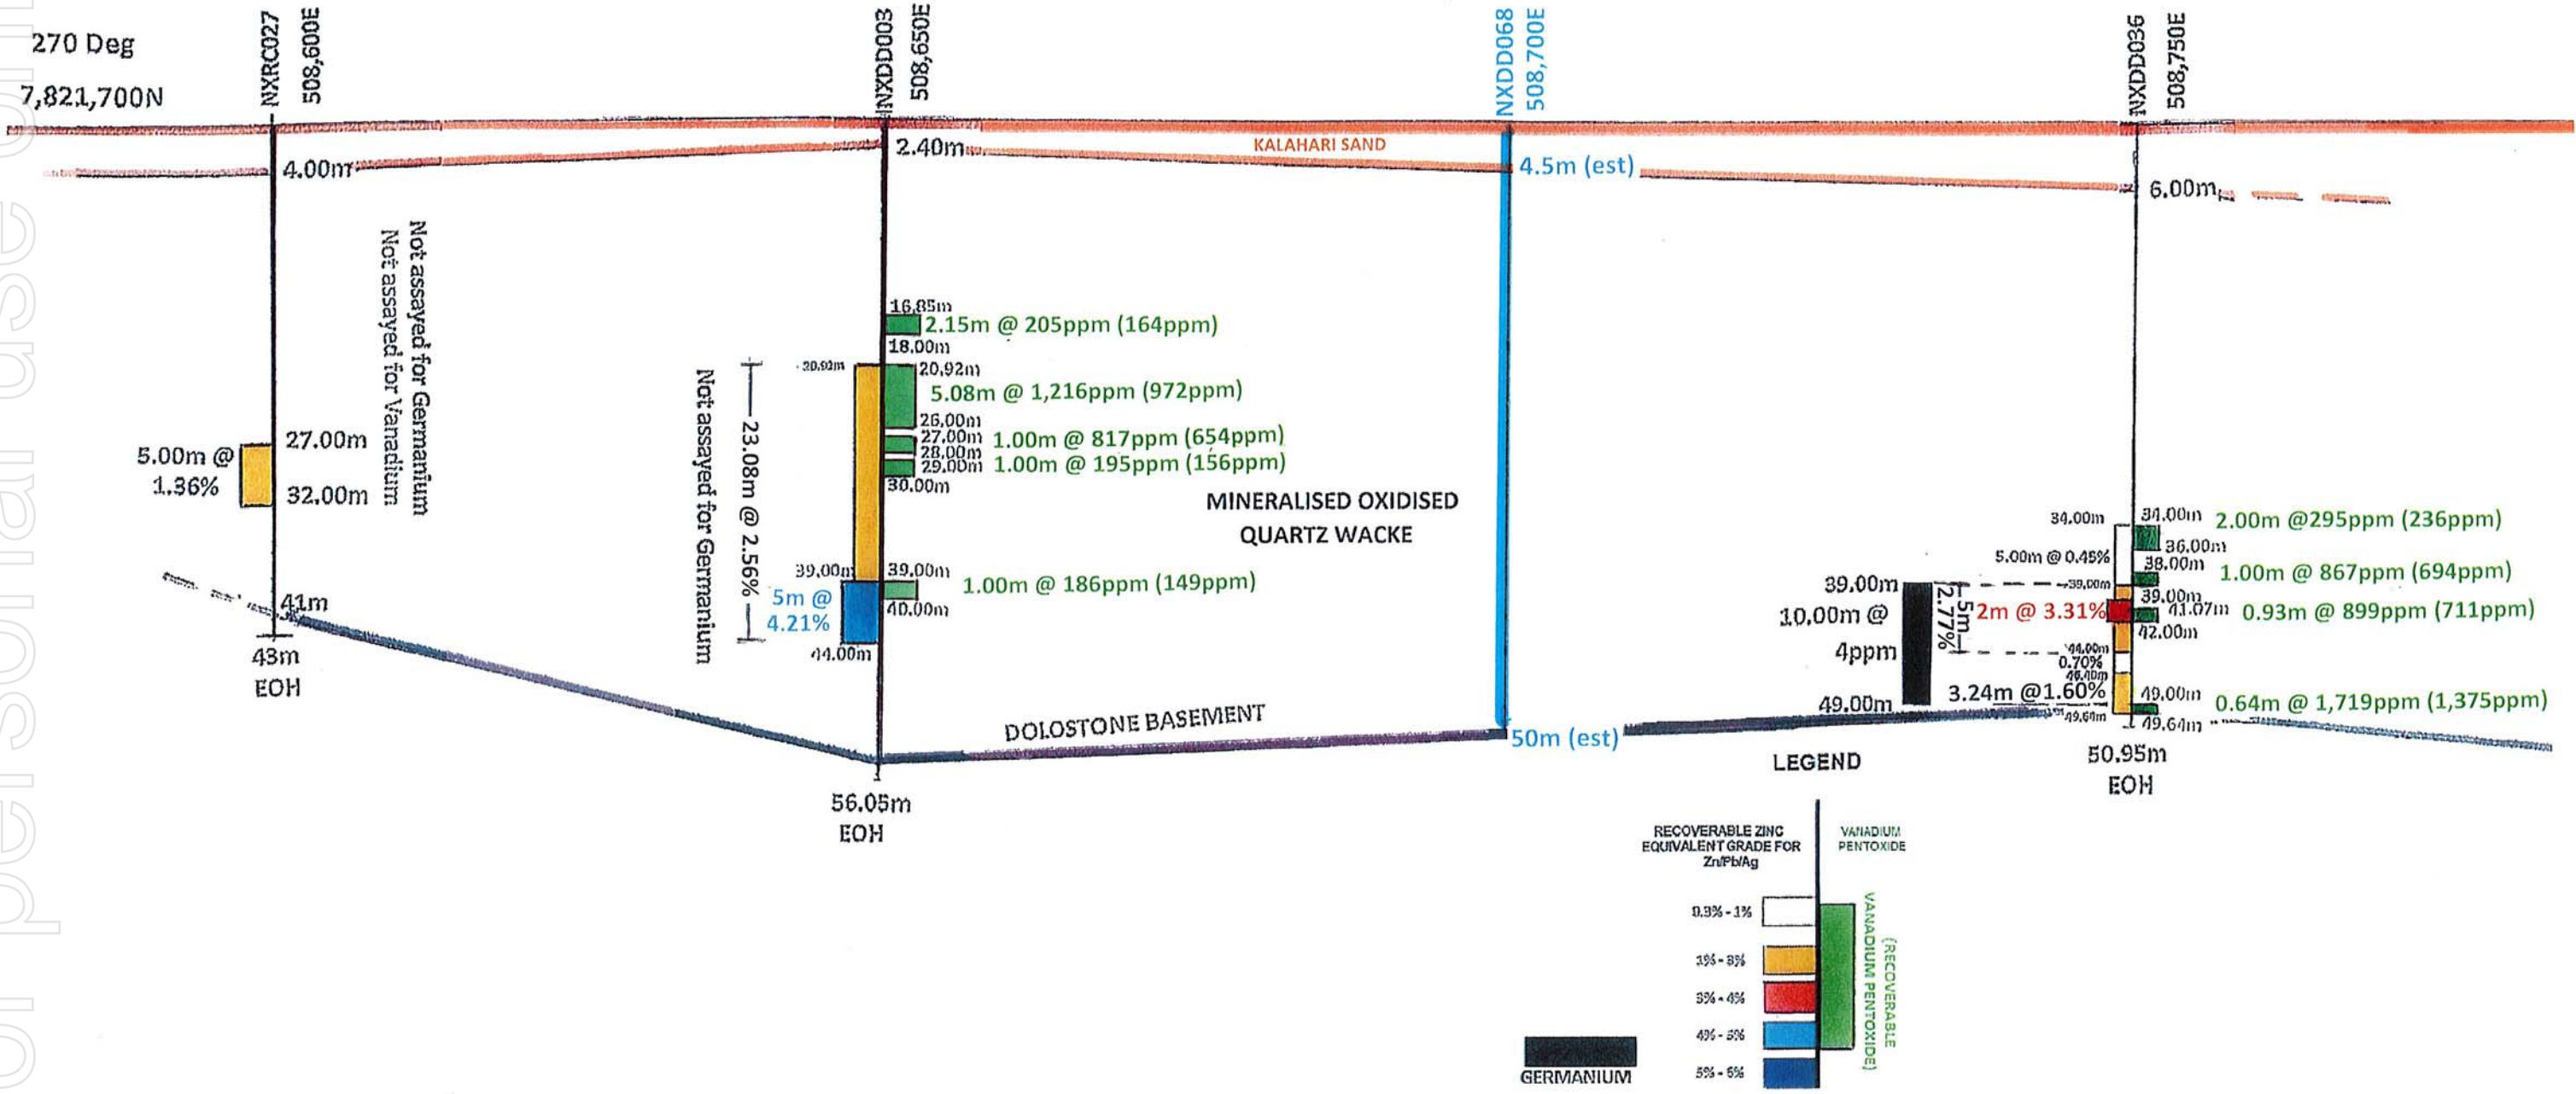 or personal use on
270 Deg
7,821,700N
NXRC027
508,600E
NXDD003
508,650E
NXDD068
508,700E
NXDD036
508,750E
KALAHARI SAND
4.00m
2.40m
4.5m (est)
6.00m
Not assayed for Germanium
Not assayed for Vanadium
5.00m @
1.36%
27.00m
32.00m
41m
43m
EOH
Not assayed for Germanium
23.08m @ 2.56%
20.92m
39.00m
5m @
4.21%
44.00m
16.85m
2.15m @ 205ppm (164ppm)
18.00m
20.92m
5.08m @ 1,216ppm (972ppm)
26.00m
27.00m
1.00m @ 817ppm (654ppm)
28.00m
29.00m
1.00m @ 195ppm (156ppm)
30.00m
39.00m
1.00m @ 186ppm (149ppm)
40.00m
56.05m
EOH
MINERALISED OXIDISED
QUARTZ WACKE
DOLOSTONE BASEMENT
50m (est)
39.00m
10.00m @
4ppm
49.00m
5m
2.77%
34.00m
5.00m @ 0.45%
39.00m
2m @ 3.31%
44.00m
0.70%
46.40m
3.24m @1.60%
49.64m
34.00m
2.00m @295ppm (236ppm)
36.00m
38.00m
1.00m @ 867ppm (694ppm)
39.00m
41.07m
0.93m @ 899ppm (711ppm)
42.00m
49.00m
0.64m @ 1,719ppm (1,375ppm)
49.64m
50.95m
EOH
LEGEND
RECOVERABLE ZINC
EQUIVALENT GRADE FOR
Zn/Pb/Ag
VANADIUM
PENTOXIDE
0.3% - 1%
1% - 3%
3% - 4%
4% - 5%
5% - 6%
(RECOVERABLE
VANADIUM PENTOXIDE)
GERMANIUM